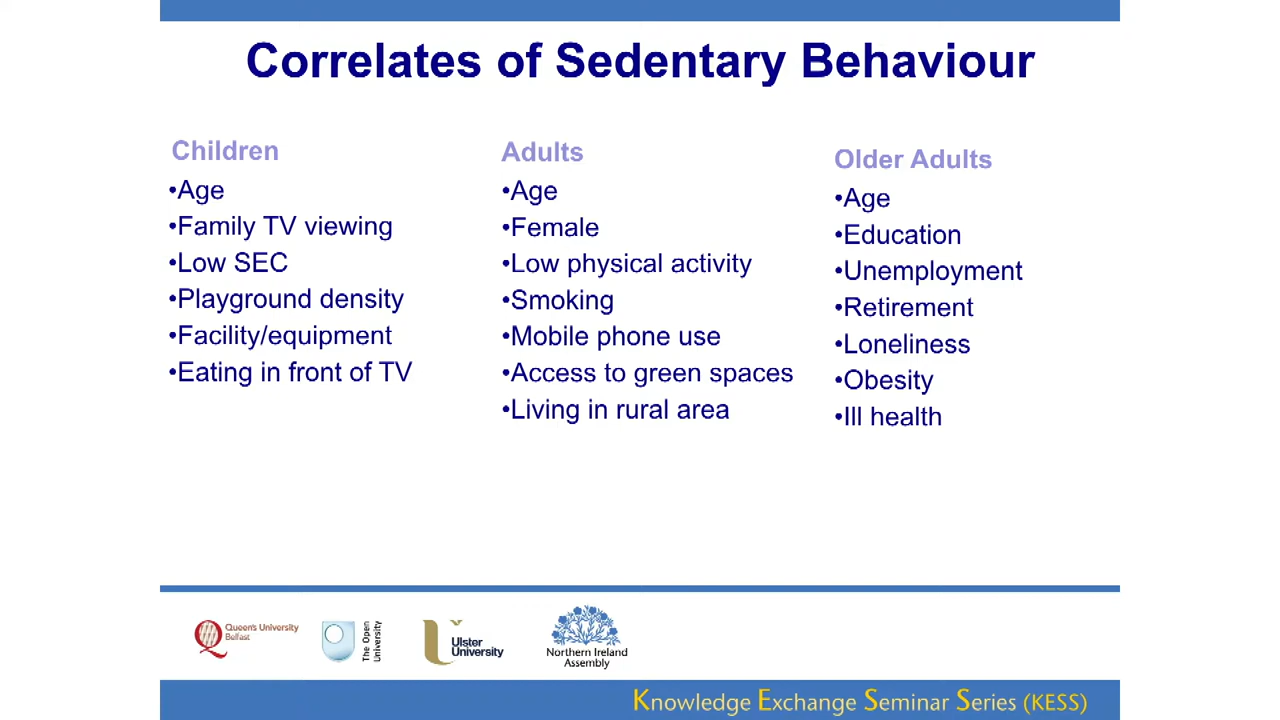 Correlates of Sedentary Behaviour
Children
•Age
•Family TV viewing
•Low SEC
•Playground density
•Facility/equipment
•Eating in front of TV
Adults
•Age
•Female
•Low physical activity
•Smoking
•Mobile phone use
•Access to green spaces
•Living in rural area
Older Adults
•Age
•Education
•Unemployment
•Retirement
•Loneliness
•Obesity
•Ill health
Queen's University
Belfast
The Open
University
Ulster
University
Northern Ireland
Assembly
Knowledge Exchange Seminar Series (KESS)